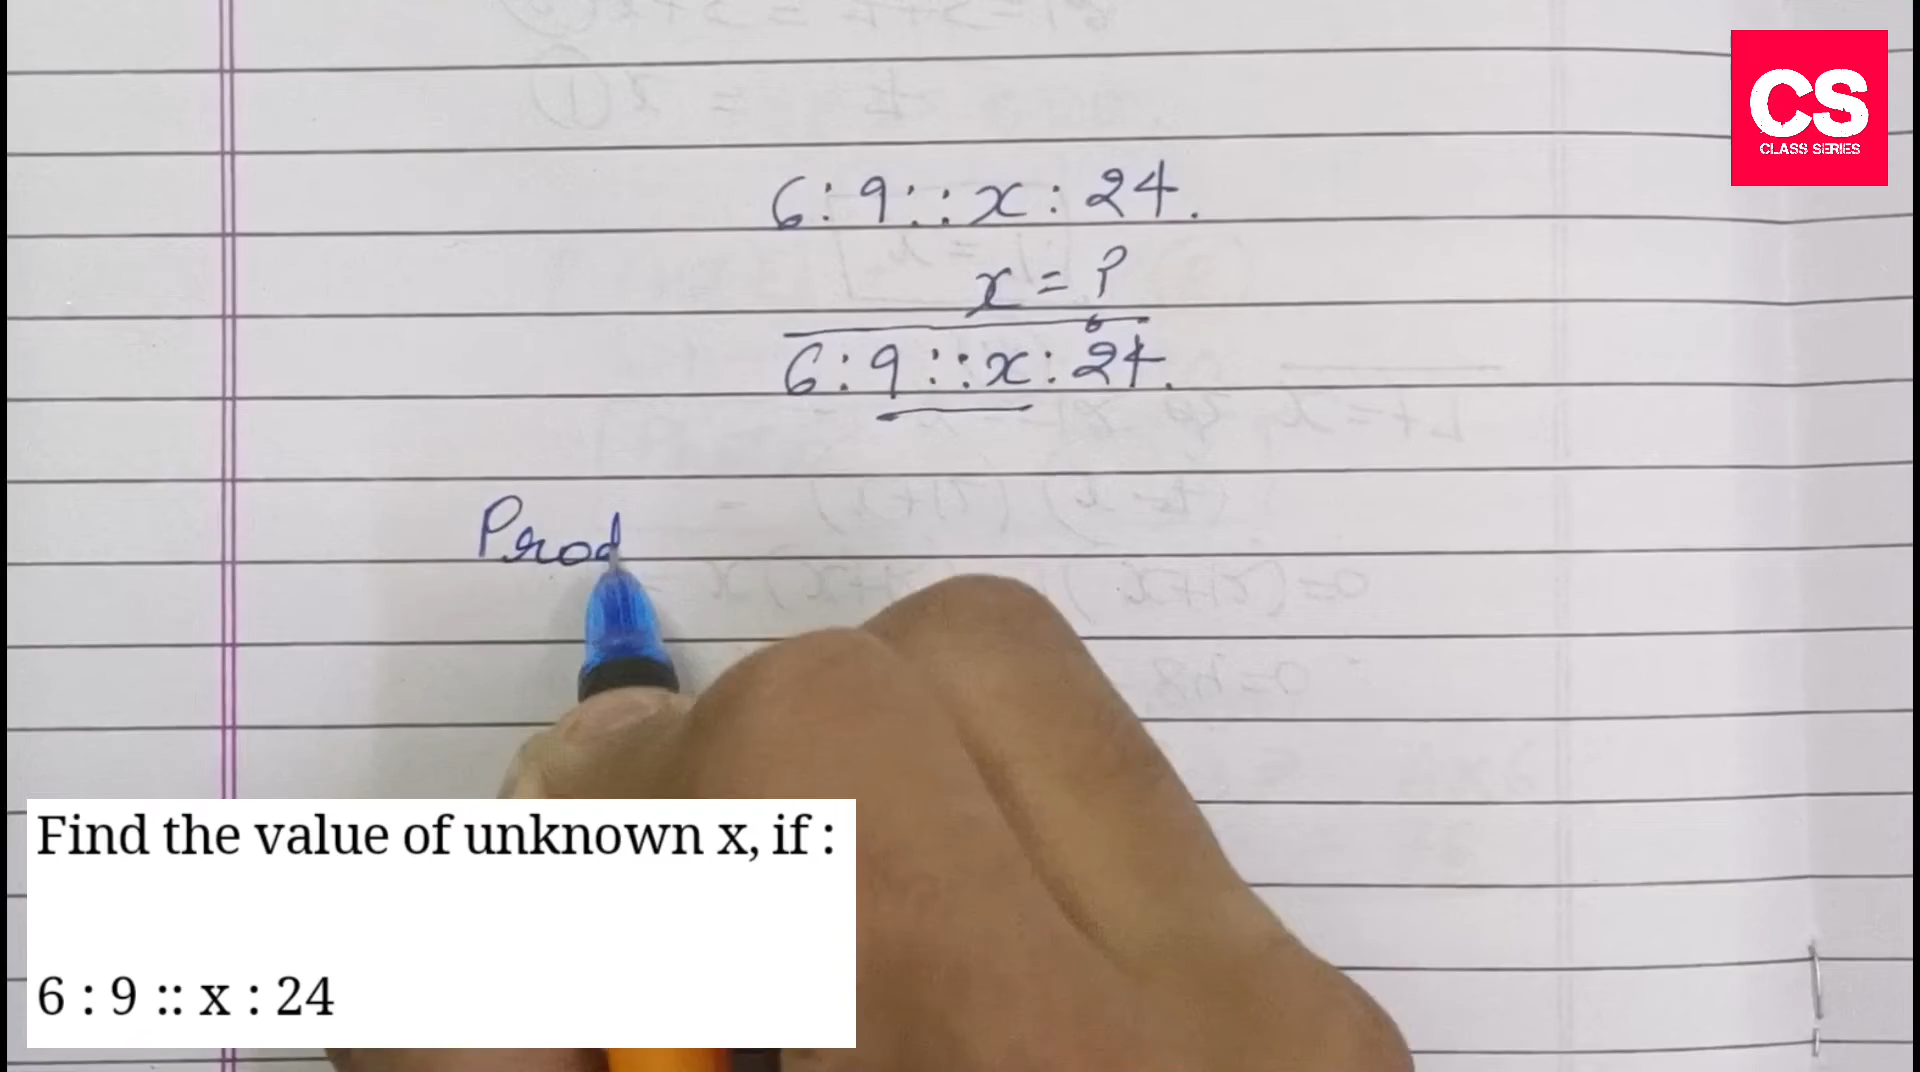 CS
CLASS SERIES
6 : 9 :: x : 24.
x = ?
6 : 9 :: x : 24.
Prod
Find the value of unknown x, if :
6 : 9 :: x : 24